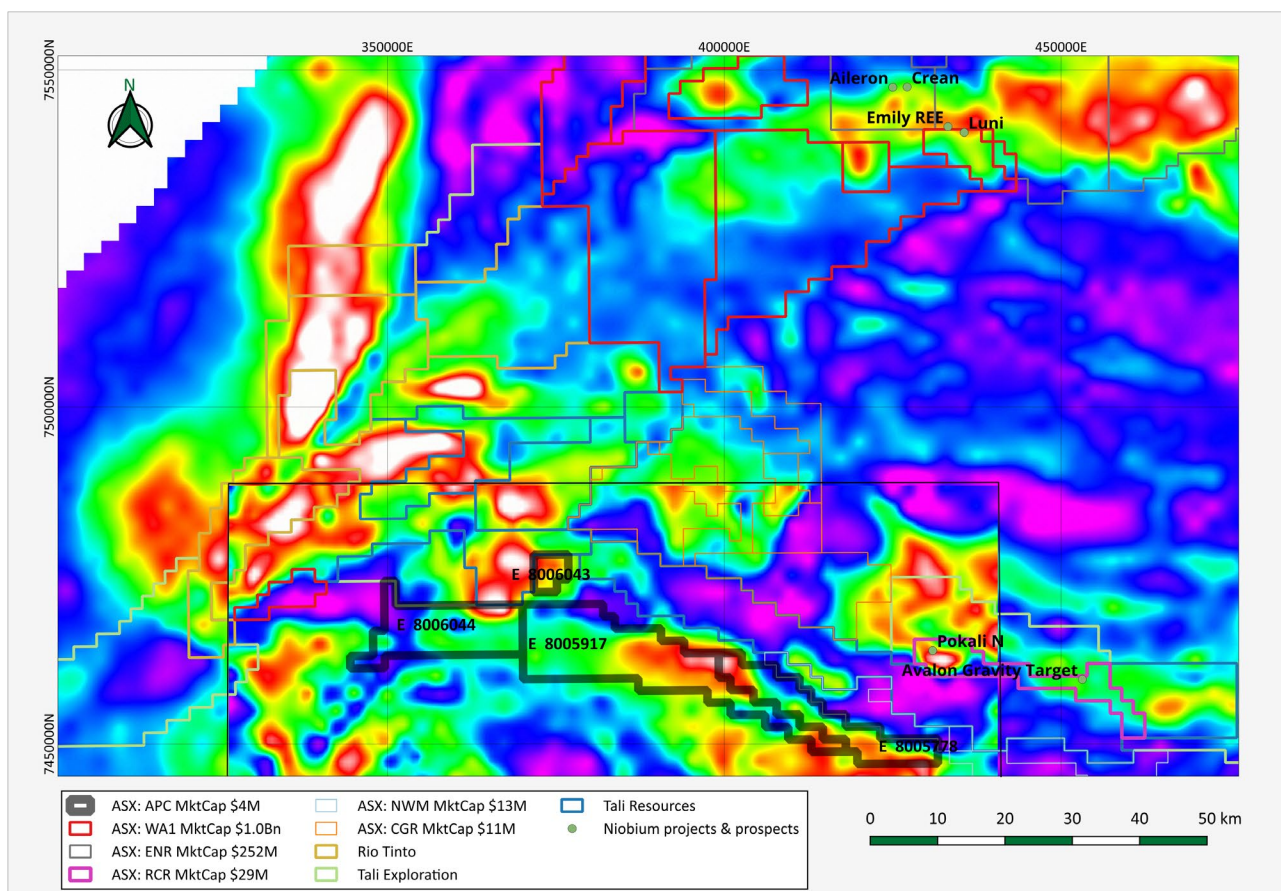 350000E
400000E
450000E
7550000N
7500000N
7450000N
N
Aileron
Crean
Emily REE
Luni
E 8006043
E 8006044
E 8005917
Pokali N
Avalon Gravity Target
E 8005778
ASX: APC MktCap $4M
ASX: WA1 MktCap $1.0Bn
ASX: ENR MktCap $252M
ASX: RCR MktCap $29M
ASX: NWM MktCap $13M
ASX: CGR MktCap $11M
Rio Tinto
Tali Exploration
Tali Resources
Niobium projects & prospects
0 10 20 30 40 50 km